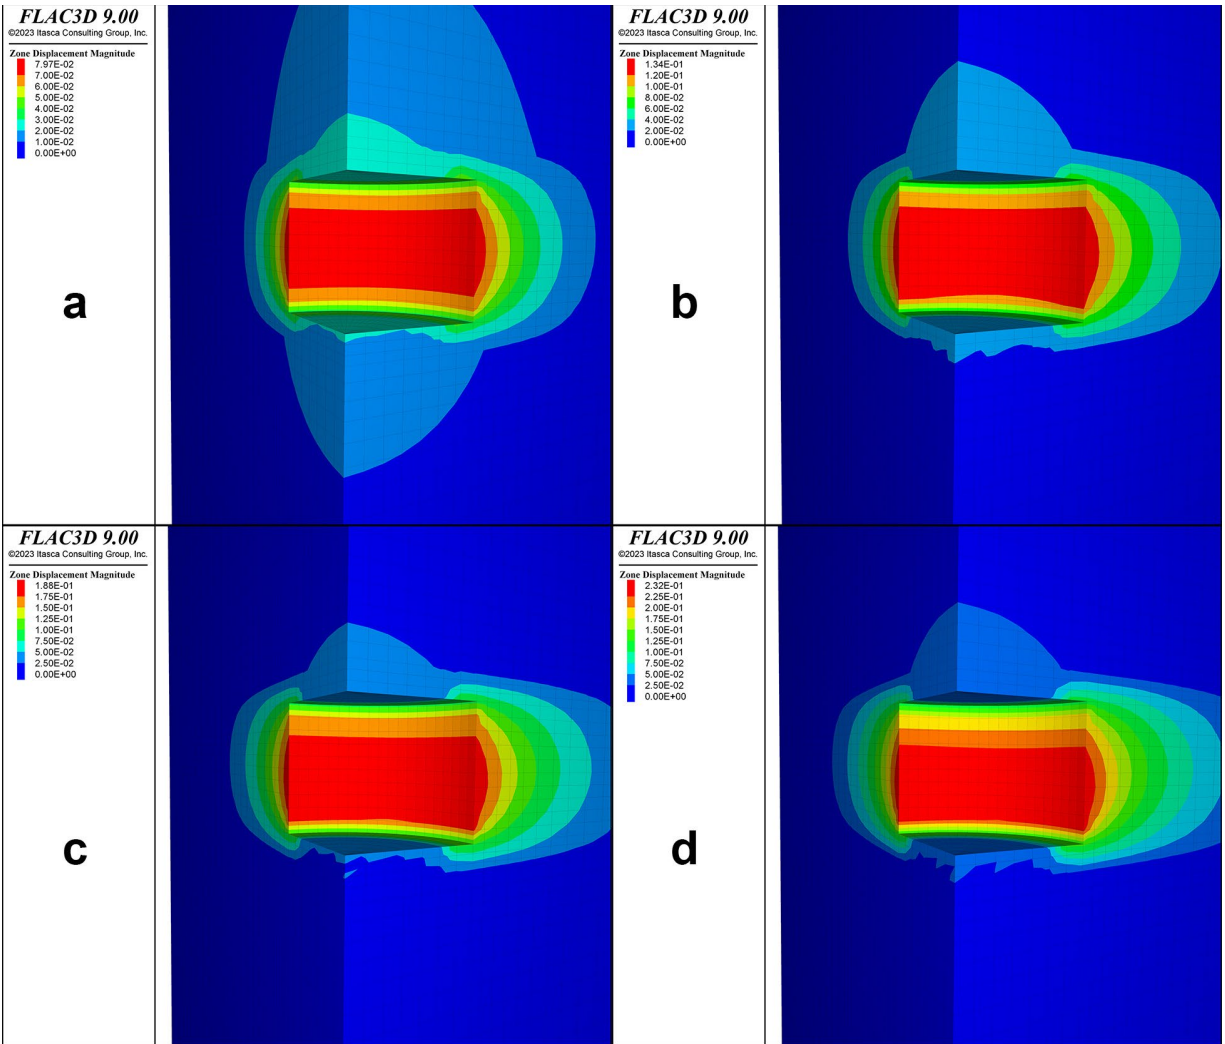 FLAC3D 9.00
©2023 Itasca Consulting Group, Inc.
Zone Displacement Magnitude
7.97E-02
7.00E-02
6.00E-02
5.00E-02
4.00E-02
3.00E-02
2.00E-02
1.00E-02
0.00E+00
a
FLAC3D 9.00
©2023 Itasca Consulting Group, Inc.
Zone Displacement Magnitude
1.34E-01
1.20E-01
1.00E-01
8.00E-02
6.00E-02
4.00E-02
2.00E-02
0.00E+00
b
FLAC3D 9.00
©2023 Itasca Consulting Group, Inc.
Zone Displacement Magnitude
1.88E-01
1.75E-01
1.50E-01
1.25E-01
1.00E-01
7.50E-02
5.00E-02
2.50E-02
0.00E+00
c
FLAC3D 9.00
©2023 Itasca Consulting Group, Inc.
Zone Displacement Magnitude
2.32E-01
2.25E-01
2.00E-01
1.75E-01
1.50E-01
1.25E-01
1.00E-01
7.50E-02
5.00E-02
2.50E-02
0.00E+00
d